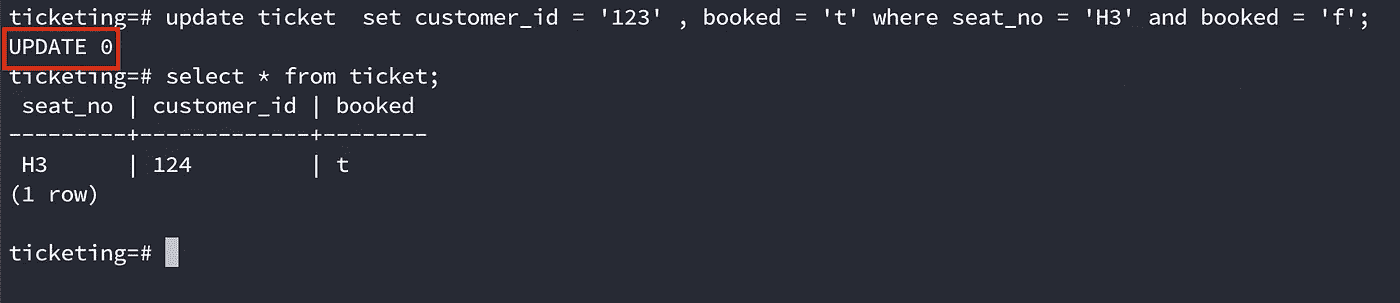 ticketing=# update ticket  set customer_id = '123' , booked = 't' where seat_no = 'H3' and booked = 'f';
UPDATE 0
ticketing=# select * from ticket;
 seat_no | customer_id | booked
---------+-------------+--------
 H3      | 124         | t
(1 row)
ticketing=#